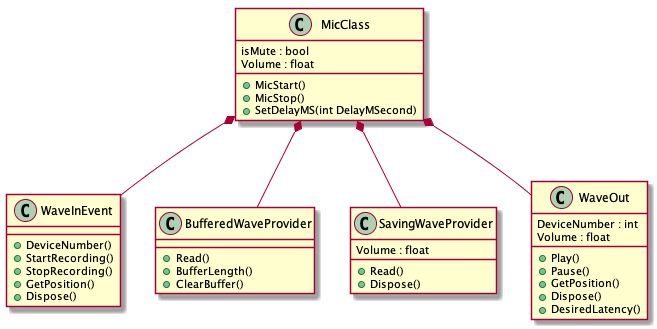 C MicClass
isMute : bool
Volume : float
MicStart()
MicStop()
SetDelayMS(int DelayMSecond)
C WaveInEvent
DeviceNumber()
StartRecording()
StopRecording()
GetPosition()
Dispose()
C BufferedWaveProvider
Read()
BufferLength()
ClearBuffer()
C SavingWaveProvider
Volume : float
Read()
Dispose()
C WaveOut
DeviceNumber : int
Volume : float
Play()
Pause()
GetPosition()
Dispose()
DesiredLatency()